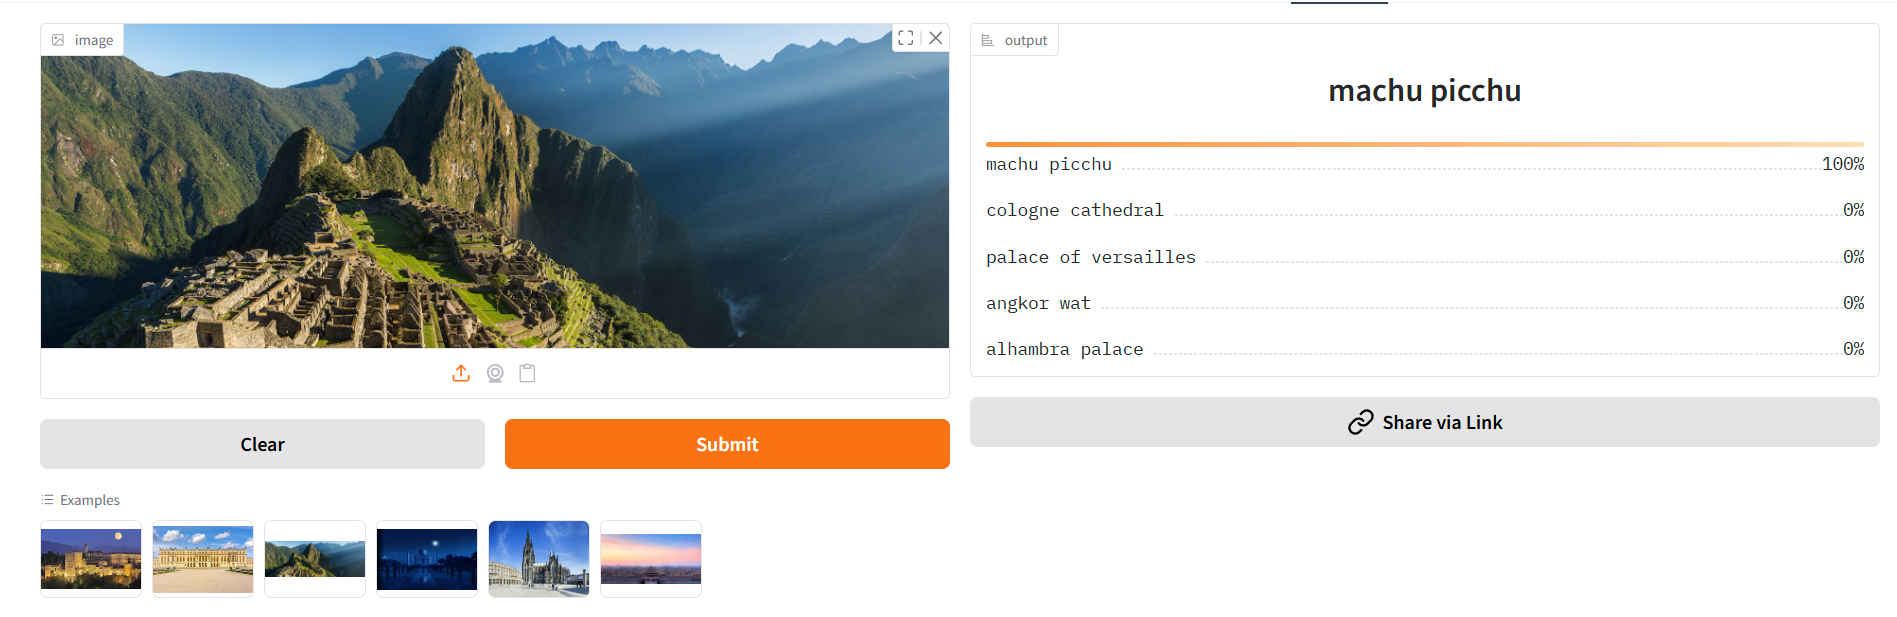 image
output
machu picchu
machu picchu 100%
cologne cathedral 0%
palace of versailles 0%
angkor wat 0%
alhambra palace 0%
Clear
Submit
Share via Link
Examples